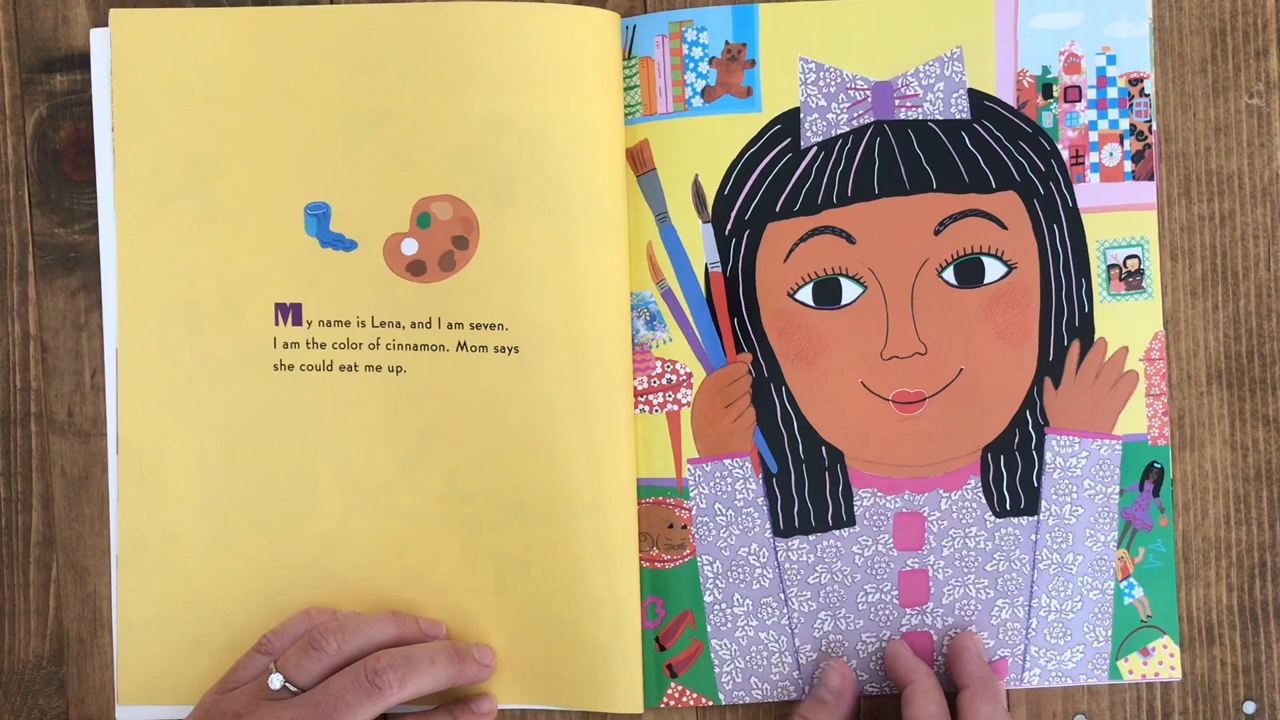 My name is Lena, and I am seven.
I am the color of cinnamon. Mom says
she could eat me up.